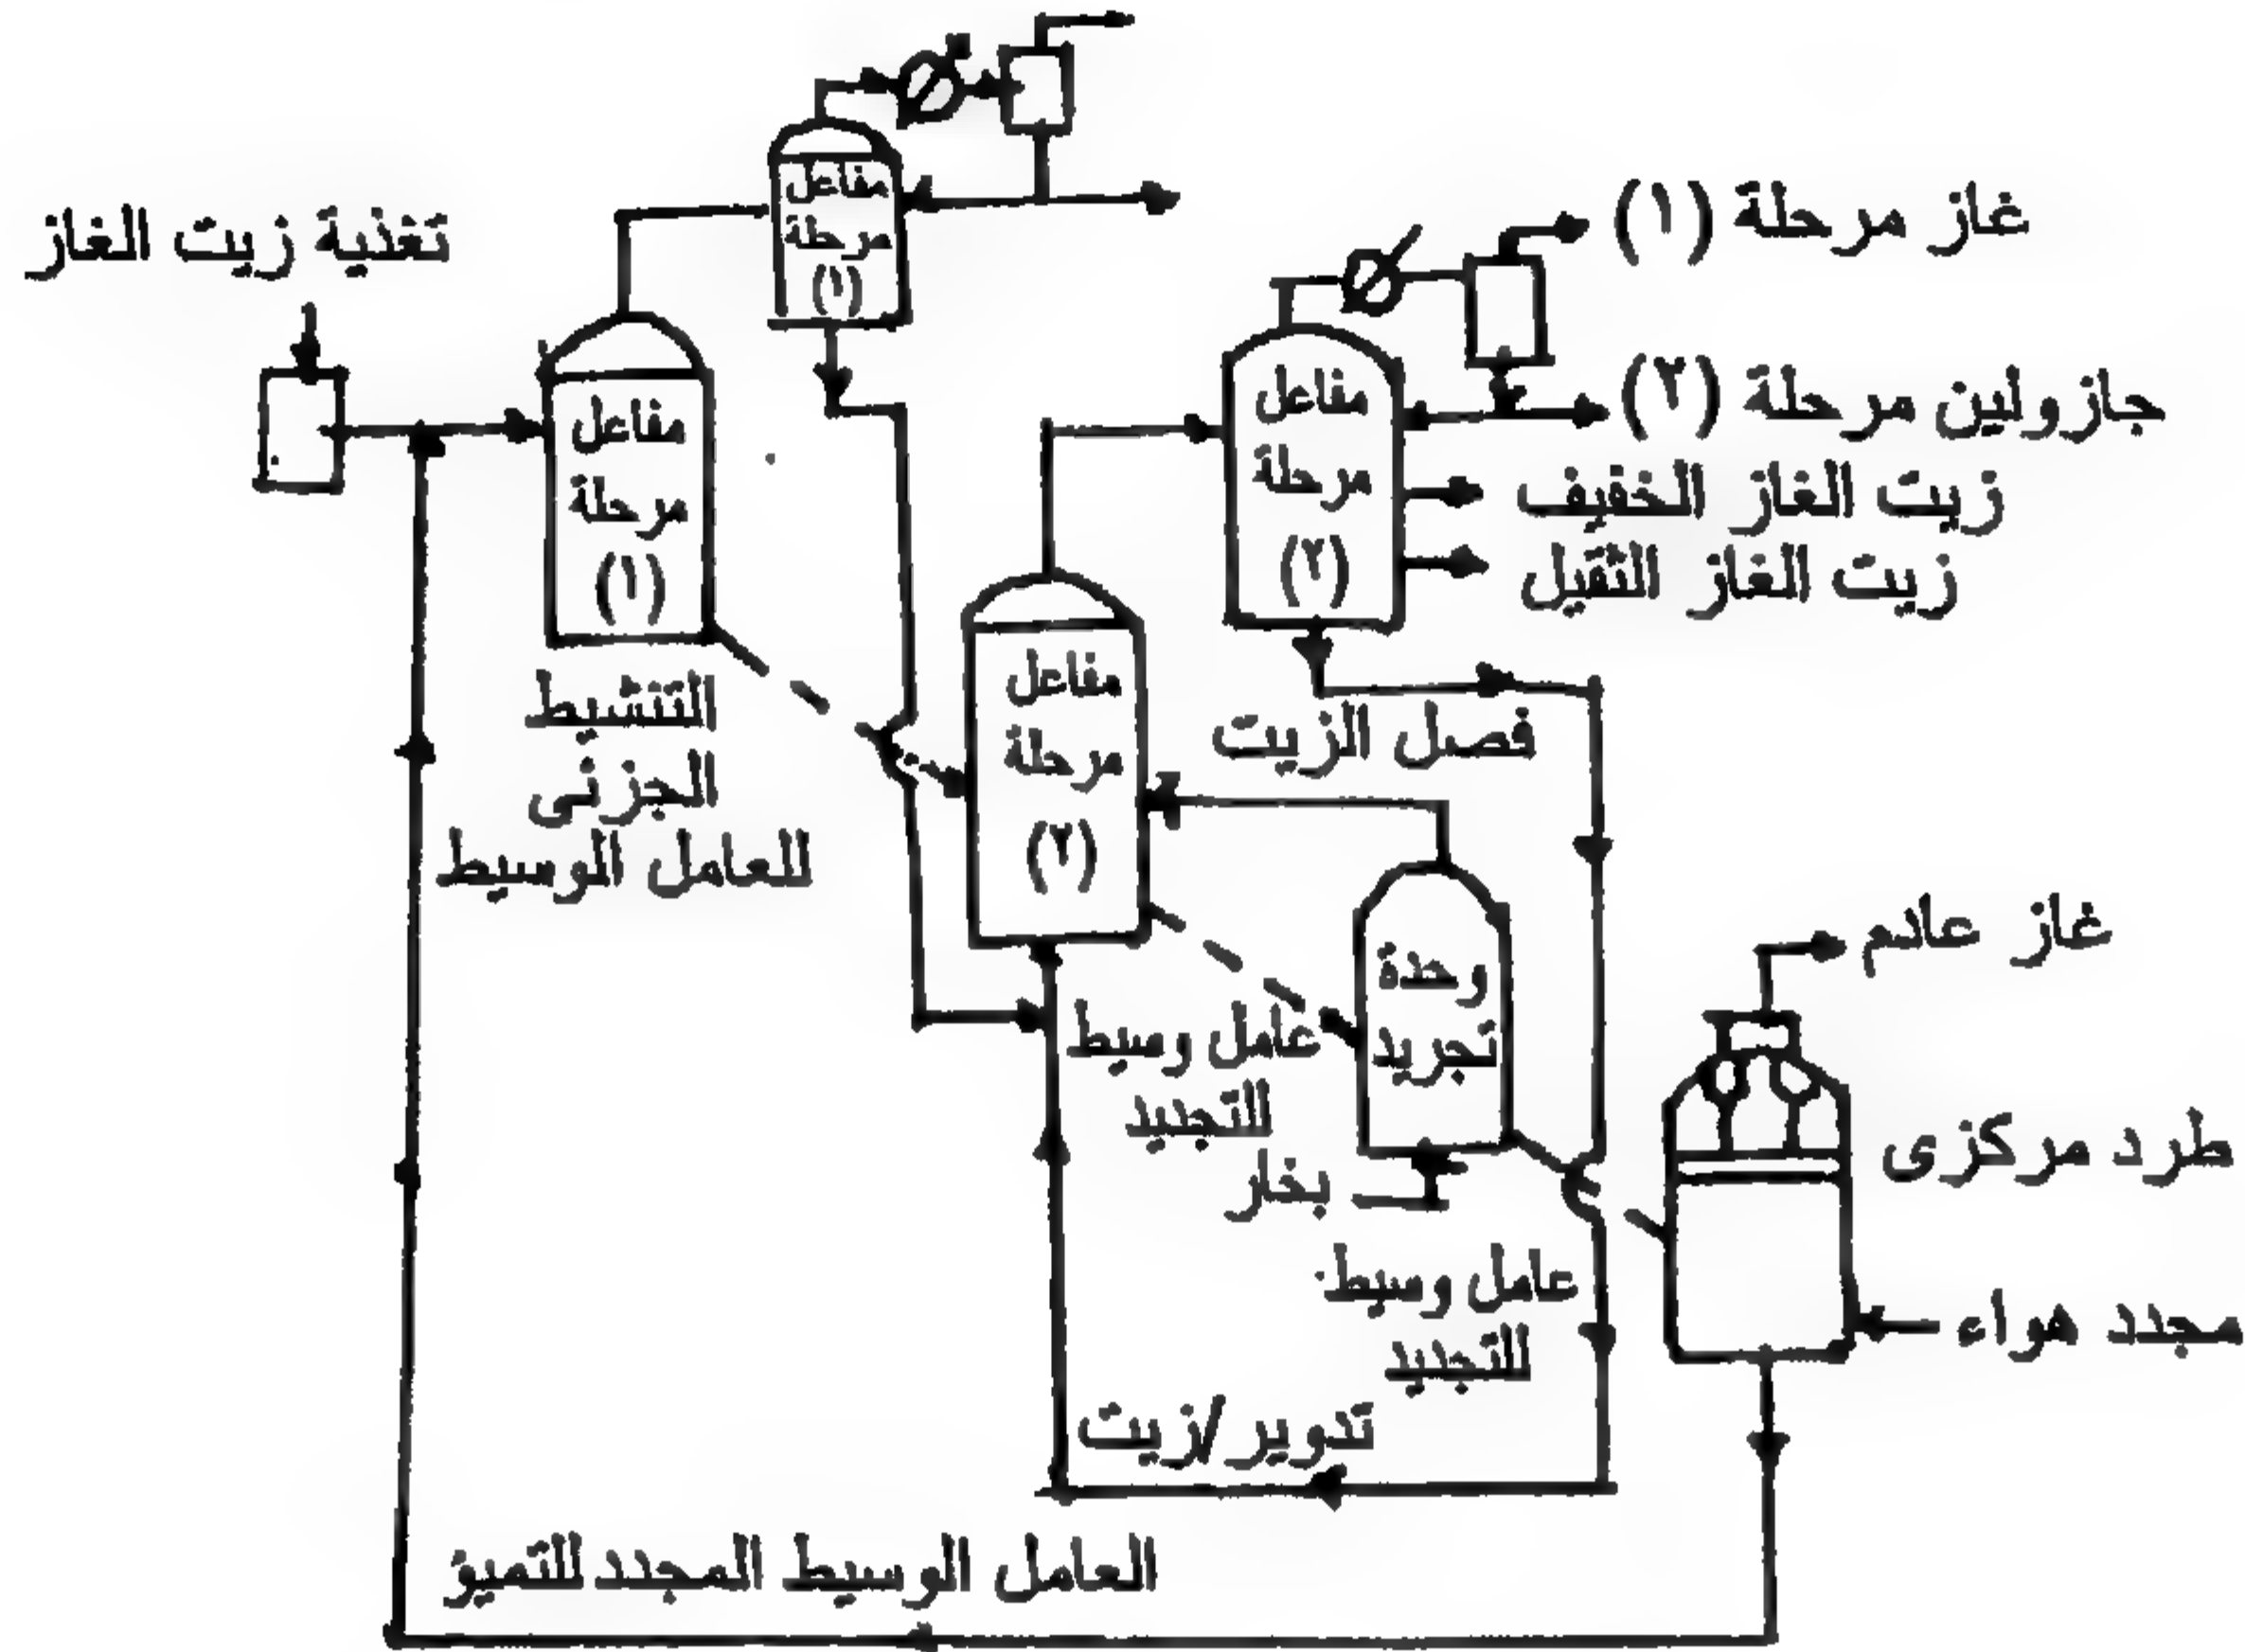 مفاعل
مرحلة
(١)
تغذية زيت الغاز
غاز مرحلة (١)
جازولين مرحلة (٢)
زيت الغاز الخفيف
زيت الغاز الثقيل
مفاعل
مرحلة
(١)
مفاعل
مرحلة
(٢)
التنشيط
الجزئى
للعامل الوسيط
مفاعل
مرحلة
(٢)
فصل الزيت
غاز عادم
وحدة
تجريد
عامل وسيط
للتجديد
بخار
طرد مركزى
عامل وسيط
للتجديد
مجدد هواء
تدوير/زيت
العامل الوسيط المجدد للتميز